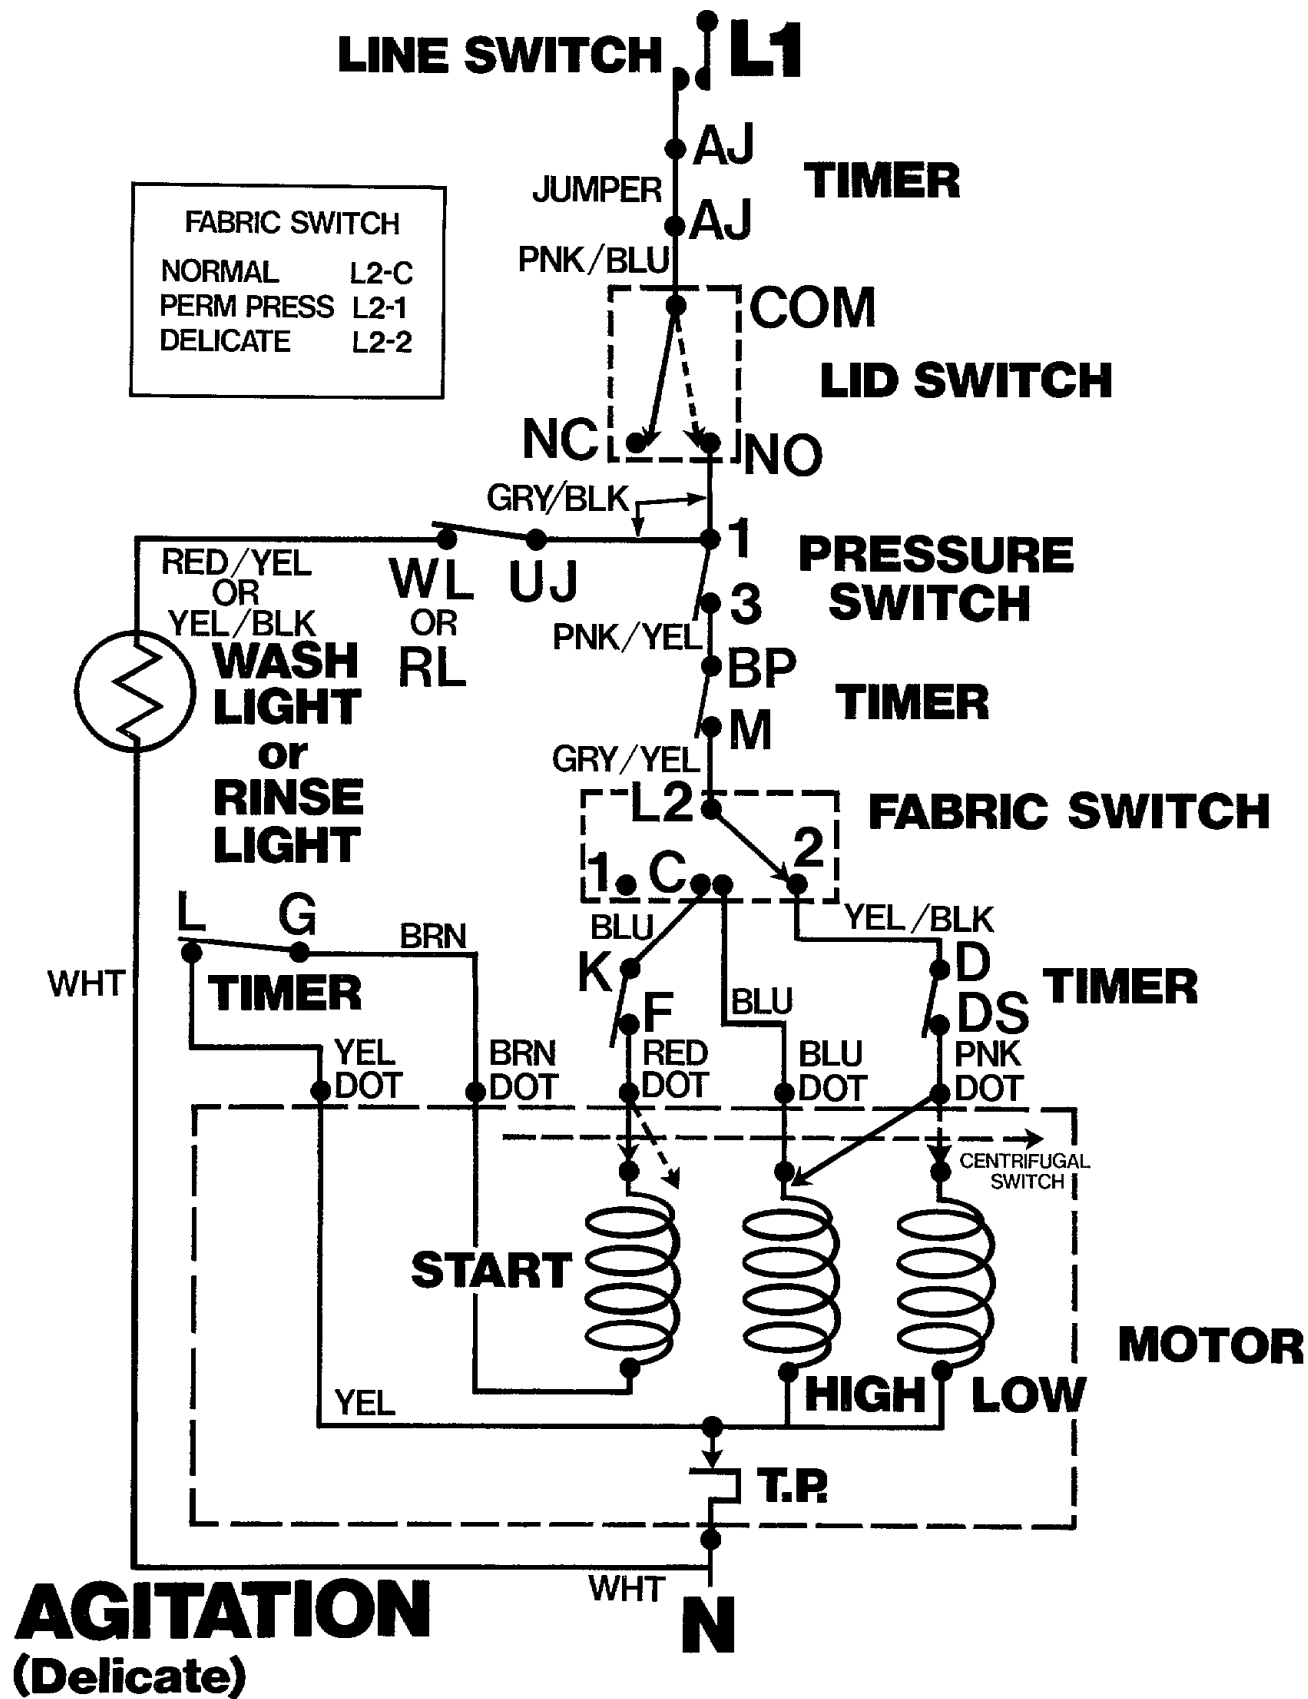 LINE SWITCH
L1
AJ
TIMER
JUMPER
AJ
PNK/BLU
FABRIC SWITCH
NORMAL L2-C
PERM PRESS L2-1
DELICATE L2-2
COM
LID SWITCH
NC
NO
GRY/BLK
1
PRESSURE
SWITCH
RED/YEL
OR
YEL/BLK
WL
OR
RL
UJ
3
PNK/YEL
BP
TIMER
M
WASH
LIGHT
or
RINSE
LIGHT
GRY/YEL
L2
FABRIC SWITCH
1
C
2
L
G
BRN
BLU
YEL/BLK
WHT
TIMER
K
F
BLU
D
DS
TIMER
YEL
DOT
BRN
DOT
RED
DOT
BLU
DOT
PNK
DOT
CENTRIFUGAL
SWITCH
START
MOTOR
YEL
HIGH
LOW
T.P.
WHT
N
AGITATION
(Delicate)